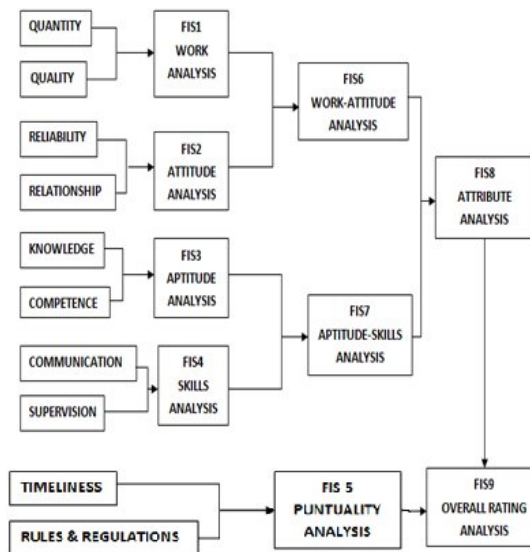 QUANTITY
QUALITY
FIS1
WORK
ANALYSIS
RELIABILITY
RELATIONSHIP
FIS2
ATTITUDE
ANALYSIS
FIS6
WORK-ATTITUDE
ANALYSIS
KNOWLEDGE
COMPETENCE
FIS3
APTITUDE
ANALYSIS
COMMUNICATION
SUPERVISION
FIS4
SKILLS
ANALYSIS
FIS7
APTITUDE-SKILLS
ANALYSIS
FIS8
ATTRIBUTE
ANALYSIS
TIMELINESS
RULES & REGULATIONS
FIS 5
PUNTUALITY
ANALYSIS
FIS9
OVERALL RATING
ANALYSIS